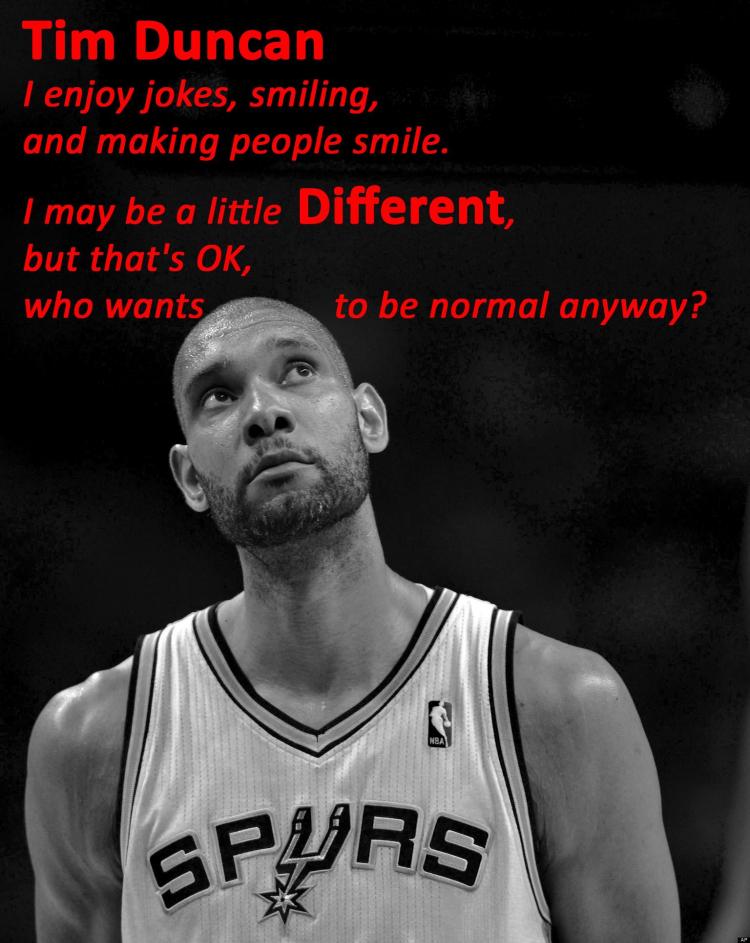 Tim Duncan
I enjoy jokes, smiling,
and making people smile.
I may be a little Different,
but that's OK,
who wants to be normal anyway?
NBA
SPURS